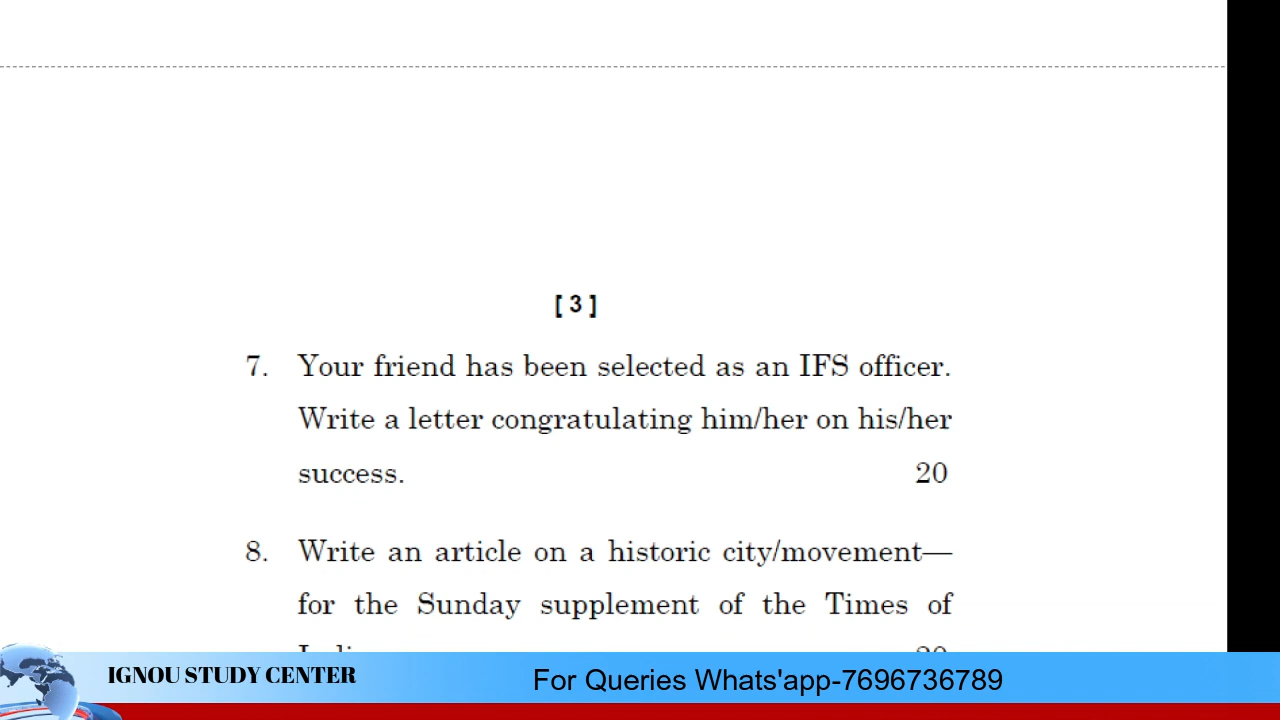 [ 3 ]
7. Your friend has been selected as an IFS officer.
Write a letter congratulating him/her on his/her
success. 20
8. Write an article on a historic city/movement—
for the Sunday supplement of the Times of
IGNOU STUDY CENTER For Queries Whats'app-7696736789